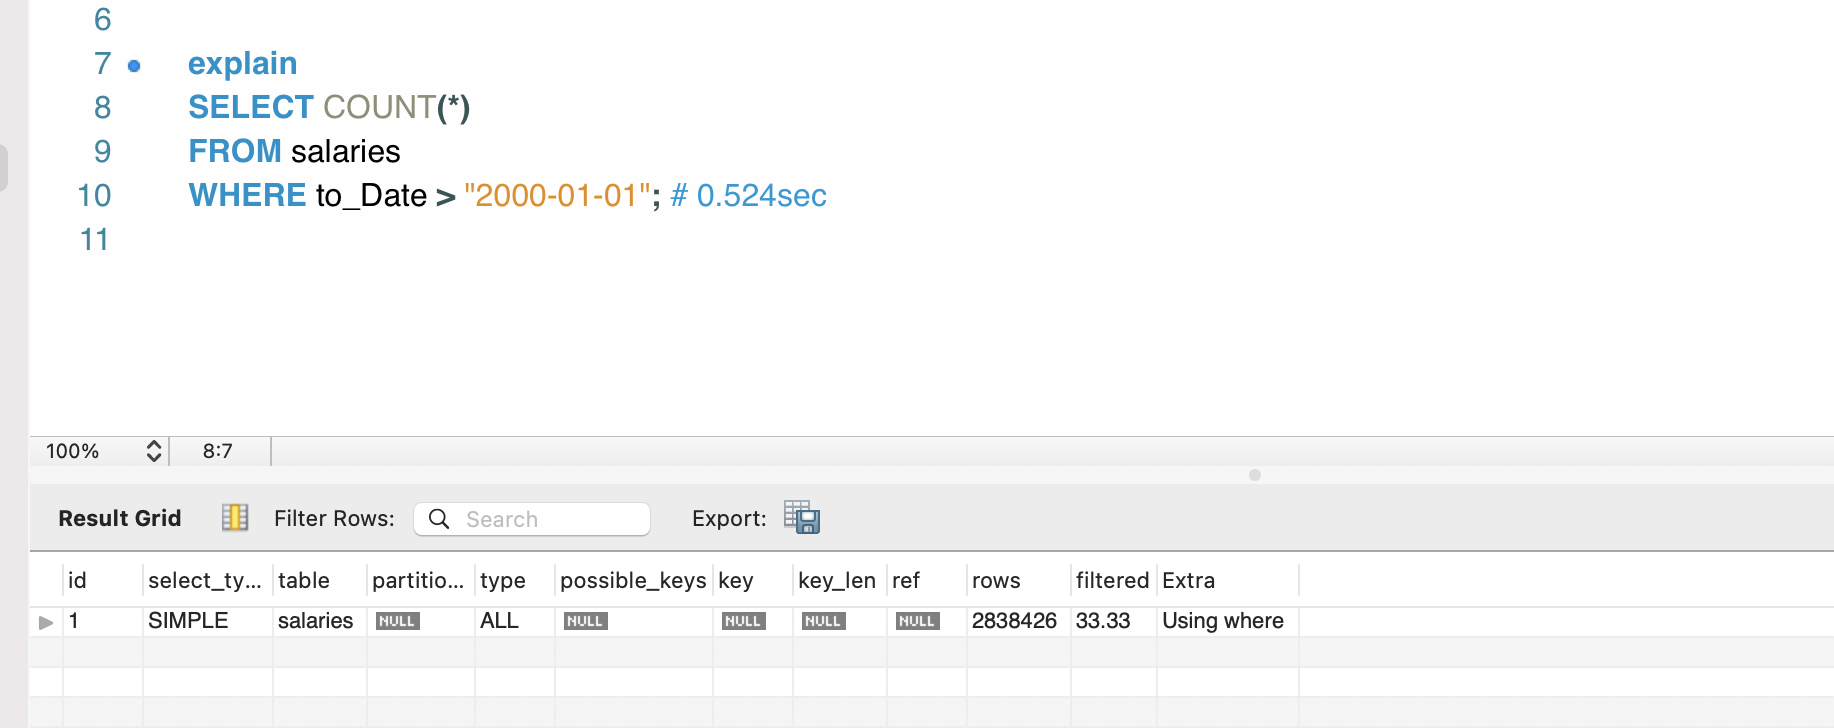 6
7 explain
8 SELECT COUNT(*)
9 FROM salaries
10 WHERE to_Date > "2000-01-01"; # 0.524sec
11
100% 8:7
Result Grid Filter Rows: Search Export:
id select_ty... table partitio... type possible_keys key key_len ref rows filtered Extra
1 SIMPLE salaries NULL ALL NULL NULL NULL NULL 2838426 33.33 Using where